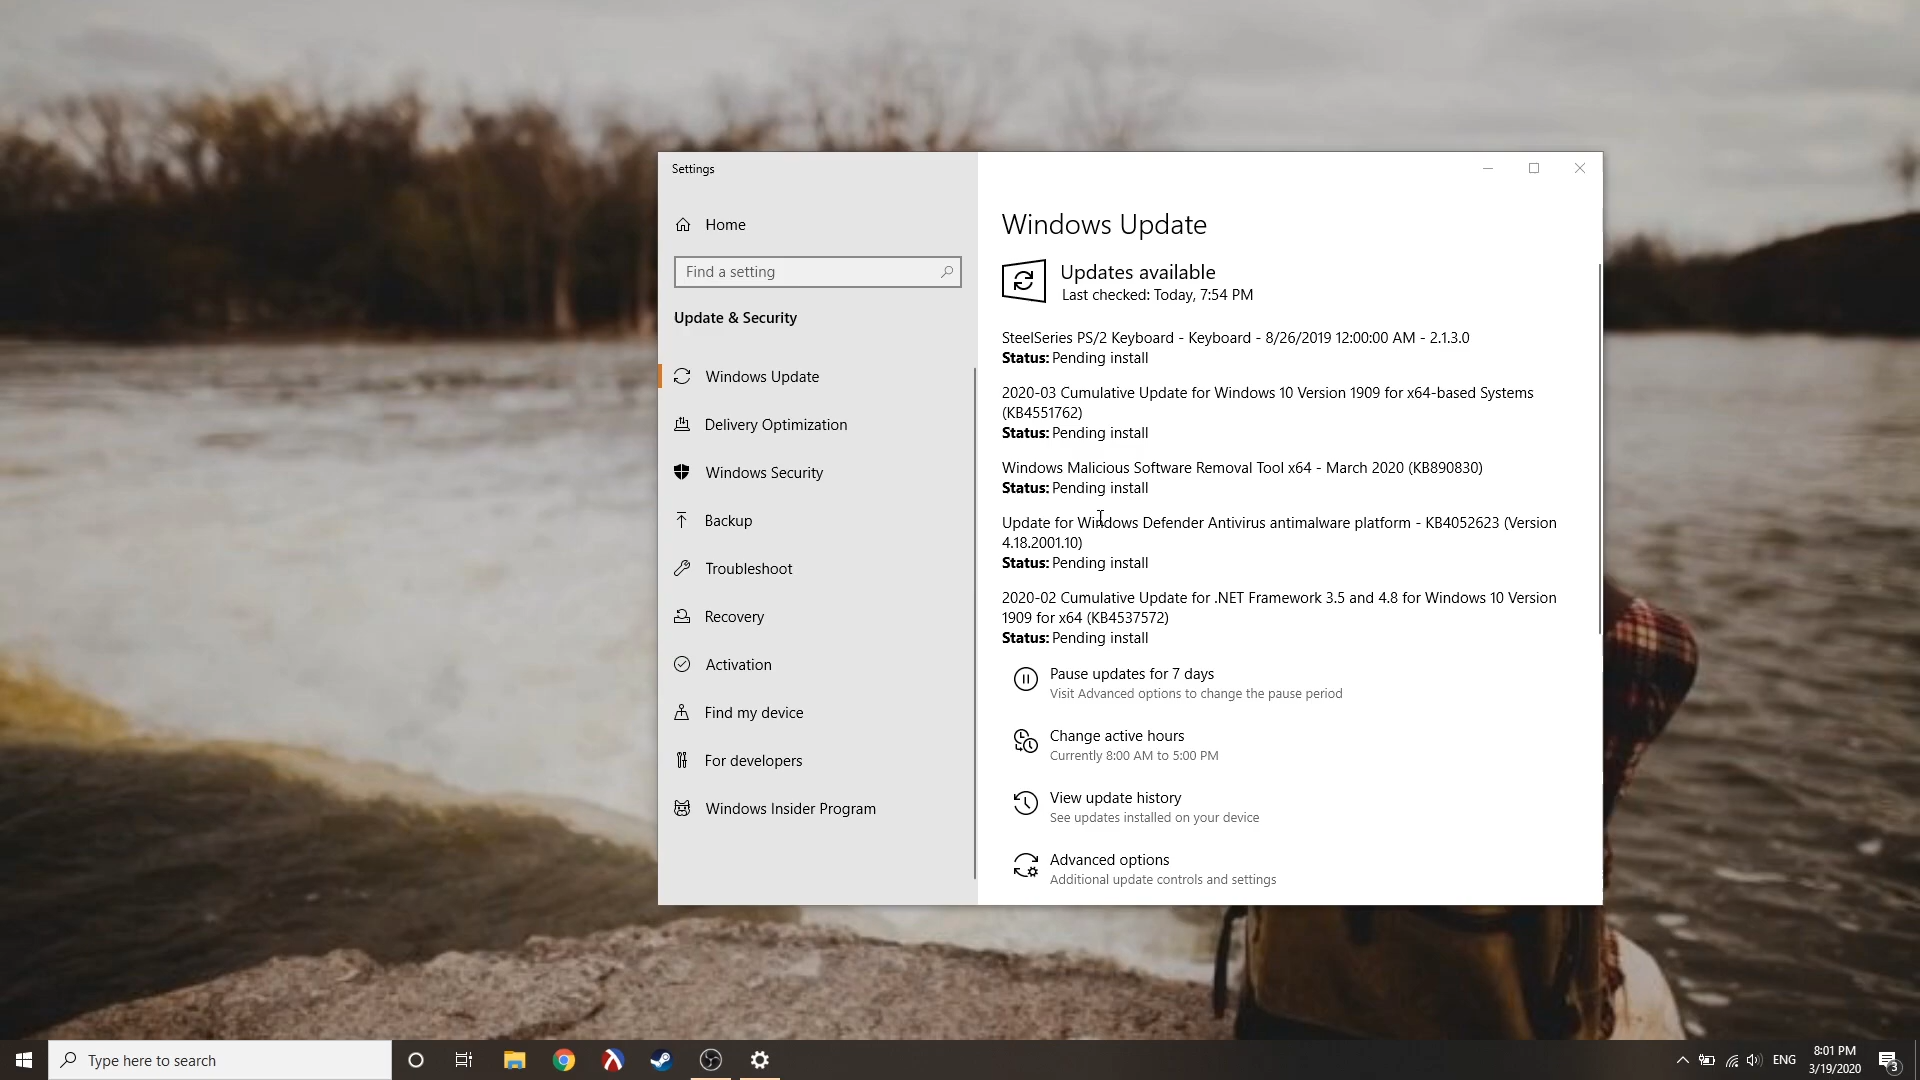 Settings
Home
Find a setting
Update & Security
Windows Update
Delivery Optimization
Windows Security
Backup
Troubleshoot
Recovery
Activation
Find my device
For developers
Windows Insider Program
Windows Update
Updates available
Last checked: Today, 7:54 PM
SteelSeries PS/2 Keyboard - Keyboard - 8/26/2019 12:00:00 AM - 2.1.3.0
Status: Pending install
2020-03 Cumulative Update for Windows 10 Version 1909 for x64-based Systems
(KB4551762)
Status: Pending install
Windows Malicious Software Removal Tool x64 - March 2020 (KB890830)
Status: Pending install
Update for Windows Defender Antivirus antimalware platform - KB4052623 (Version
4.18.2001.10)
Status: Pending install
2020-02 Cumulative Update for .NET Framework 3.5 and 4.8 for Windows 10 Version
1909 for x64 (KB4537572)
Status: Pending install
Pause updates for 7 days
Visit Advanced options to change the pause period
Change active hours
Currently 8:00 AM to 5:00 PM
View update history
See updates installed on your device
Advanced options
Additional update controls and settings
Type here to search
ENG
8:01 PM
3/19/2020
3